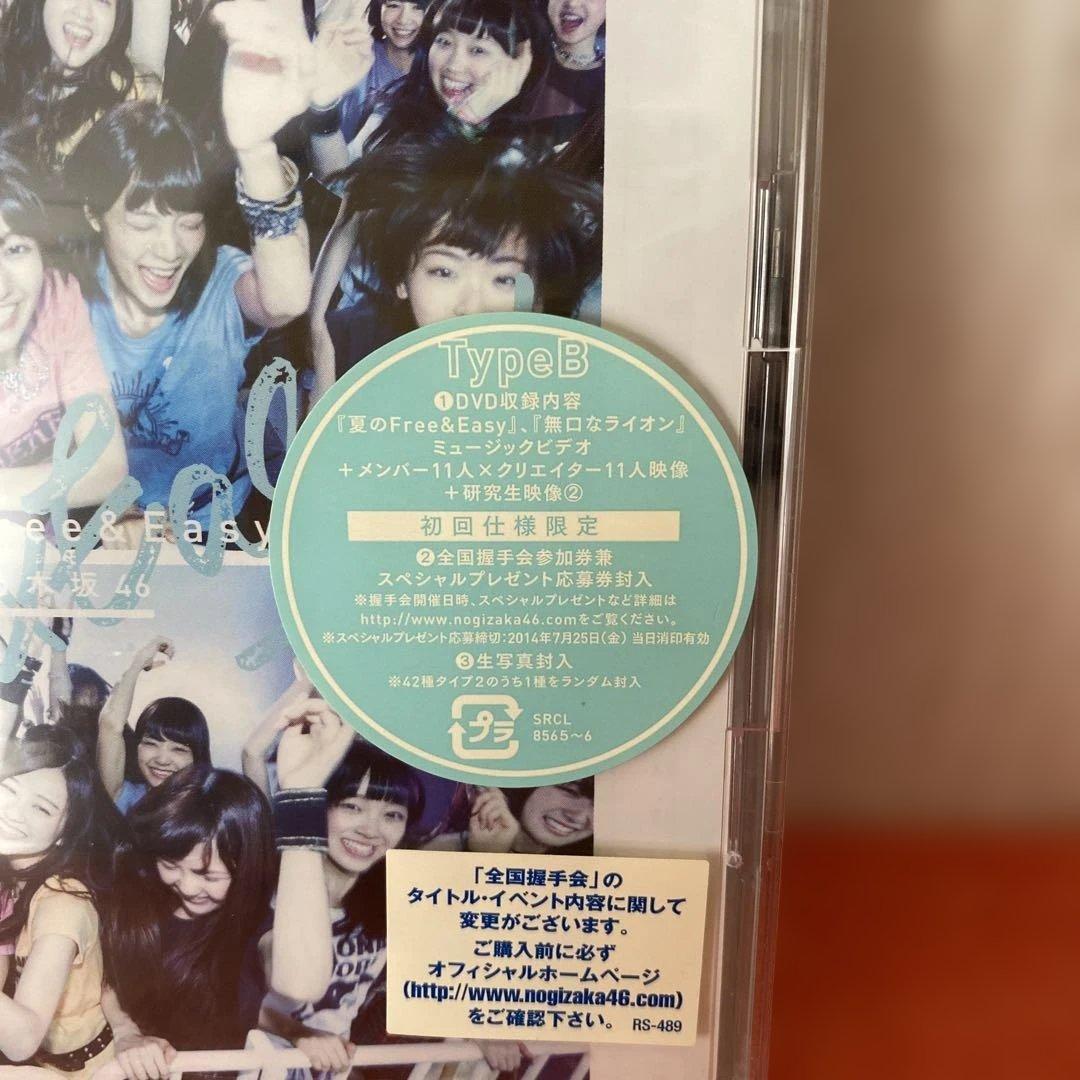 TypeB
❶DVD収録内容
『夏のFree&Easy』、『無口なライオン』
ミュージックビデオ
+メンバー11人×クリエイター11人映像
+研究生映像②
初回仕様限定
❷全国握手会参加券兼
スペシャルプレゼント応募券封入
※握手会開催日時、スペシャルプレゼントなど詳細は
http://www.nogizaka46.comをご覧ください。
※スペシャルプレゼント応募締切:2014年7月25日(金) 当日消印有効
❸生写真封入
※42種タイプ2のうち1種をランダム封入
プラ
SRCL
8565~6
ree&Easy
木坂46
「全国握手会」の
タイトル・イベント内容に関して
変更がございます。
ご購入前に必ず
オフィシャルホームページ
(http://www.nogizaka46.com)
をご確認下さい。 RS-489